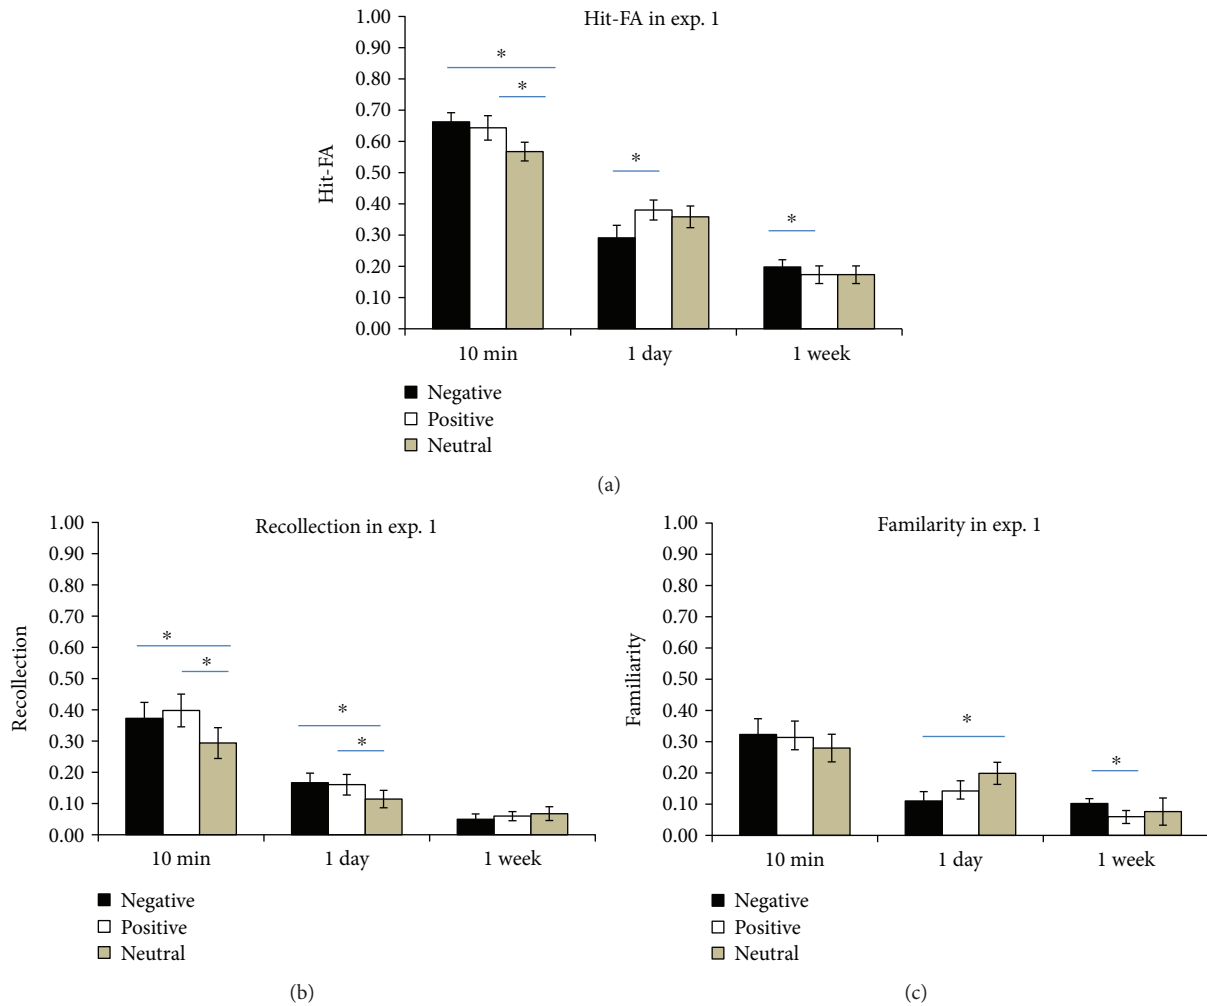 Hit-FA in exp. 1
1.00
0.90
0.80
0.70
0.60
0.50
0.40
0.30
0.20
0.10
0.00
Hit-FA
*
*
*
*
10 min
1 day
1 week
Negative
Positive
Neutral
(a)
Recollection in exp. 1
1.00
0.90
0.80
0.70
0.60
0.50
0.40
0.30
0.20
0.10
0.00
Recollection
*
*
*
*
10 min
1 day
1 week
Negative
Positive
Neutral
(b)
Familarity in exp. 1
1.00
0.90
0.80
0.70
0.60
0.50
0.40
0.30
0.20
0.10
0.00
Familiarity
*
*
10 min
1 day
1 week
Negative
Positive
Neutral
(c)